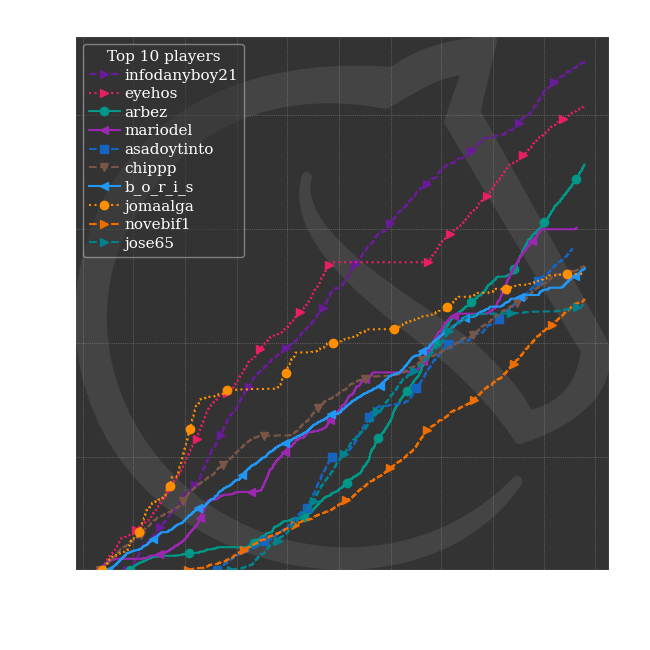 Top 10 players
infodanyboy21
eyehos
arbez
mariodel
asadoytinto
chippp
b_o_r_i_s
jomaalga
novebif1
jose65